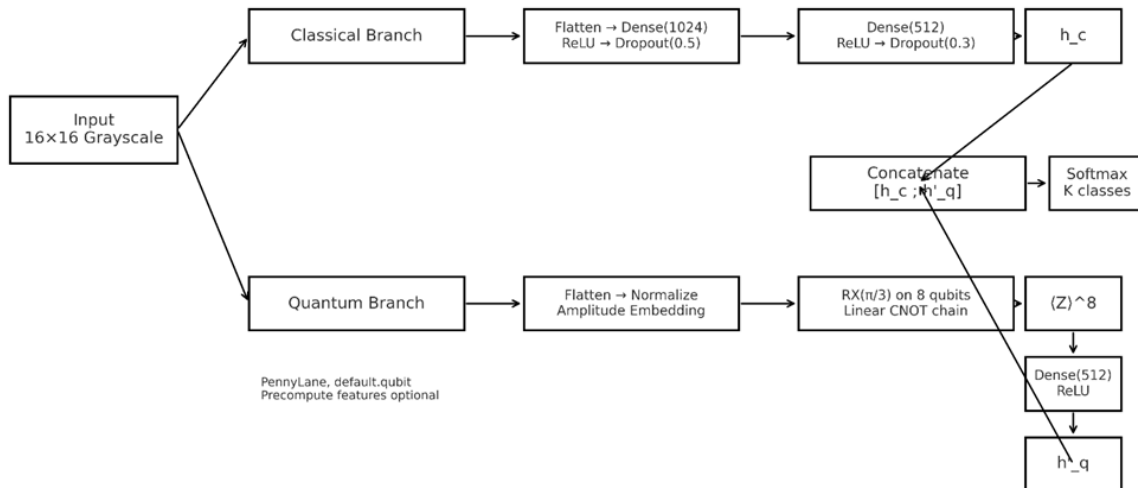 Classical Branch
Flatten → Dense(1024)
ReLU → Dropout(0.5)
Dense(512)
ReLU → Dropout(0.3)
h_c
Input
16×16 Grayscale
Concatenate
[h_c ; h'_q]
Softmax
K classes
Quantum Branch
Flatten → Normalize
Amplitude Embedding
RX(π/3) on 8 qubits
Linear CNOT chain
⟨Z⟩^8
PennyLane, default.qubit
Precompute features optional
Dense(512)
ReLU
h'_q